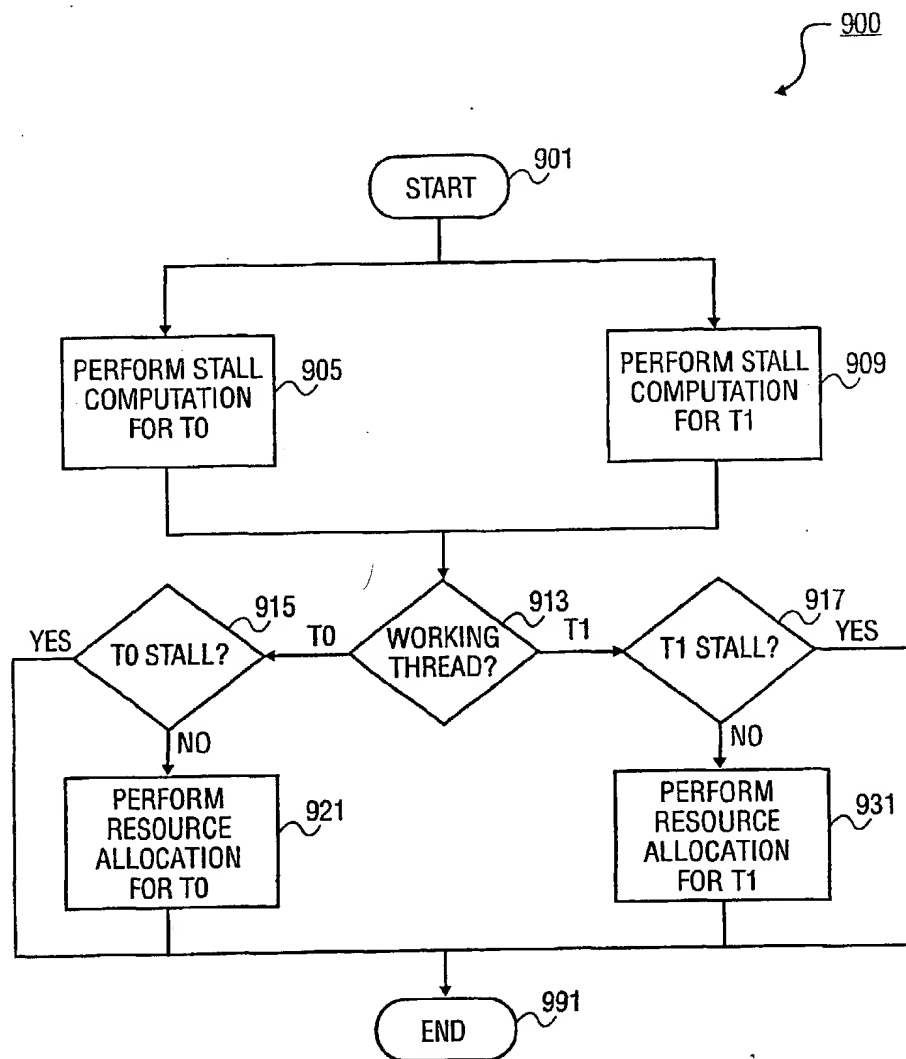 900
START
901
PERFORM STALL
COMPUTATION
FOR T0
905
PERFORM STALL
COMPUTATION
FOR T1
909
YES
T0 STALL?
915
T0
WORKING
THREAD?
913
T1
T1 STALL?
917
YES
NO
NO
PERFORM
RESOURCE
ALLOCATION
FOR T0
921
PERFORM
RESOURCE
ALLOCATION
FOR T1
931
END
991